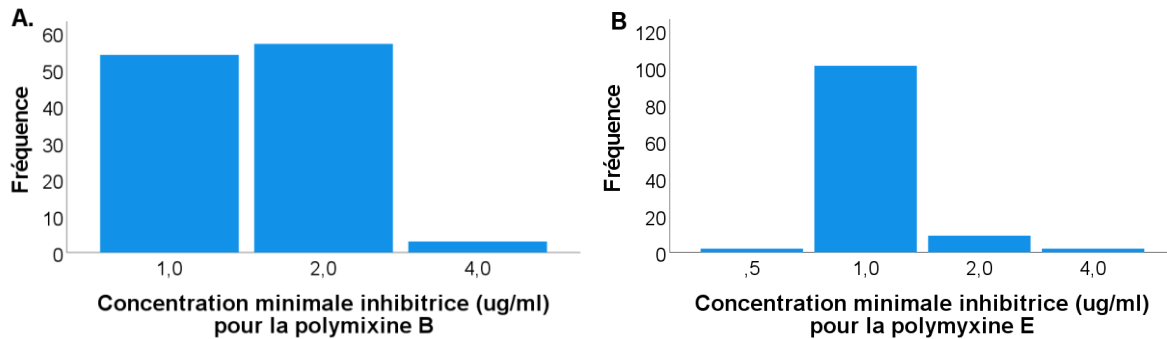 A.
60
50
40
30
20
10
0
Fréquence
1,0 2,0 4,0
Concentration minimale inhibitrice (ug/ml)
pour la polymixine B
B
120
100
80
60
40
20
0
Fréquence
,5 1,0 2,0 4,0
Concentration minimale inhibitrice (ug/ml)
pour la polymyxine E